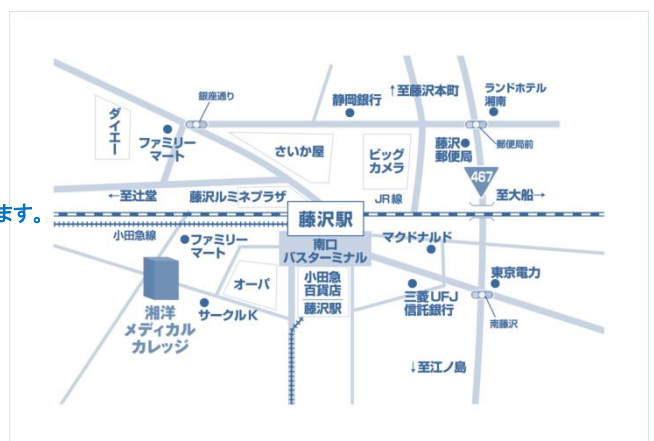 銀座通り
静岡銀行
↑至藤沢本町
ランドホテル
湘南
ダイエー
ファミリー
マート
さいか屋
ビッグ
カメラ
藤沢
郵便局
郵便局前
467
←至辻堂
藤沢ルミネプラザ
JR線
至大船→
ます。
藤沢駅
小田急線
ファミリー
マート
南口
バスターミナル
マクドナルド
オーパ
小田急
百貨店
藤沢駅
東京電力
三菱UFJ
信託銀行
南藤沢
湘洋
メディカル
カレッジ
サークルK
↓至江ノ島